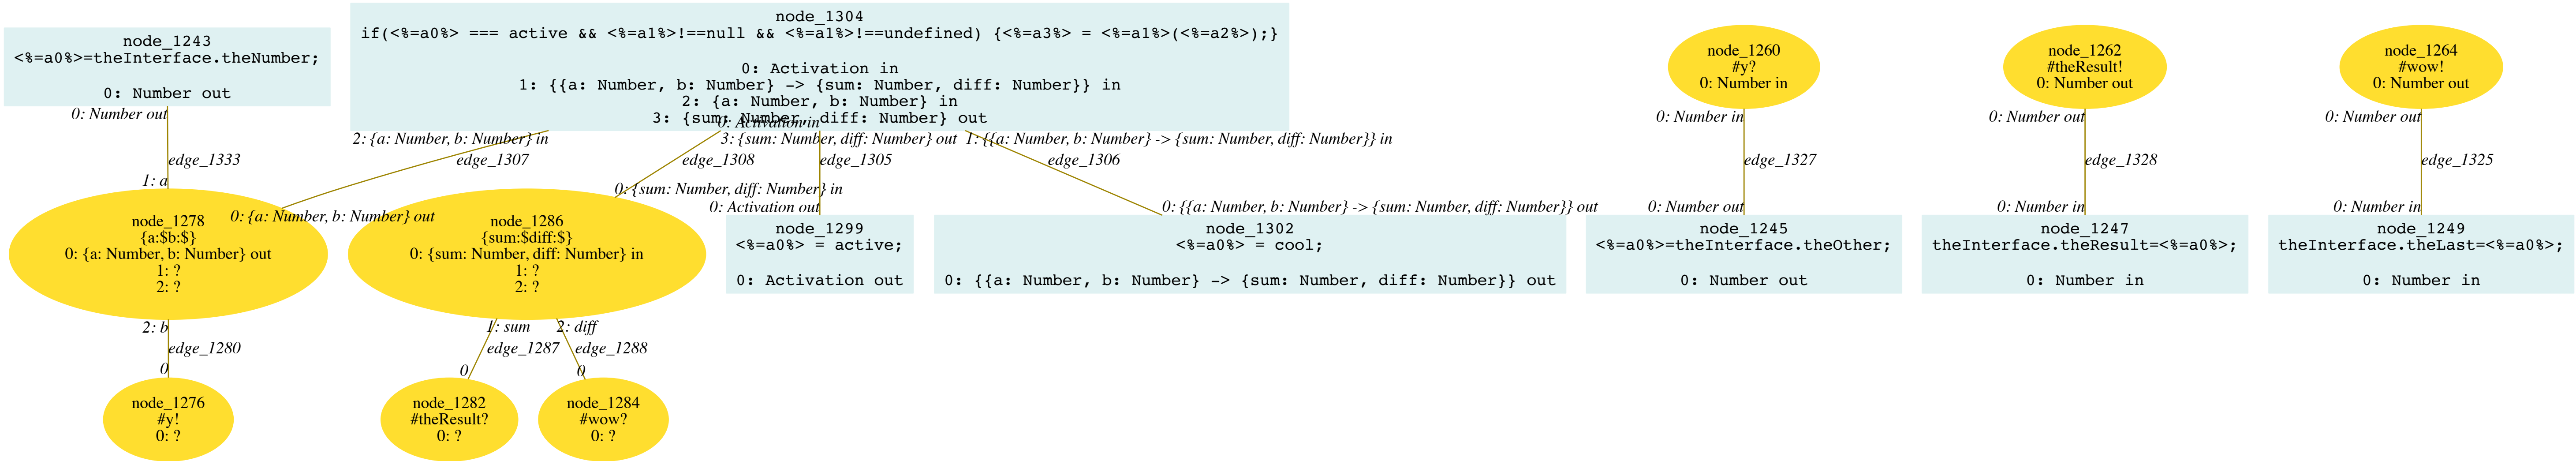 node_1243
<%=a0%>=theInterface.theNumber;
0: Number out
node_1304
if(<%=a0%> === active && <%=a1%>!==null && <%=a1%>!==undefined) {<%=a3%> = <%=a1%>(<%=a2%>);}
0: Activation in
1: {{a: Number, b: Number} -> {sum: Number, diff: Number}} in
2: {a: Number, b: Number} in
3: {sum: Number, diff: Number} out
node_1260
#y?
0: Number in
node_1262
#theResult!
0: Number out
node_1264
#wow!
0: Number out
0: Number out
edge_1333
1: a
2: {a: Number, b: Number} in
edge_1307
0: {a: Number, b: Number} out
3: {sum: Number, diff: Number} out
edge_1308
0: {sum: Number, diff: Number} in
0: Activation in
edge_1305
0: Activation out
1: {{a: Number, b: Number} -> {sum: Number, diff: Number}} in
edge_1306
0: {{a: Number, b: Number} -> {sum: Number, diff: Number}} out
0: Number in
edge_1327
0: Number out
0: Number out
edge_1328
0: Number in
0: Number out
edge_1325
0: Number in
node_1278
{a:$b:$}
0: {a: Number, b: Number} out
1: ?
2: ?
node_1286
{sum:$diff:$}
0: {sum: Number, diff: Number} in
1: ?
2: ?
node_1299
<%=a0%> = active;
0: Activation out
node_1302
<%=a0%> = cool;
0: {{a: Number, b: Number} -> {sum: Number, diff: Number}} out
node_1245
<%=a0%>=theInterface.theOther;
0: Number out
node_1247
theInterface.theResult=<%=a0%>;
0: Number in
node_1249
theInterface.theLast=<%=a0%>;
0: Number in
2: b
edge_1280
0
1: sum
edge_1287
0
2: diff
edge_1288
0
node_1276
#y!
0: ?
node_1282
#theResult?
0: ?
node_1284
#wow?
0: ?